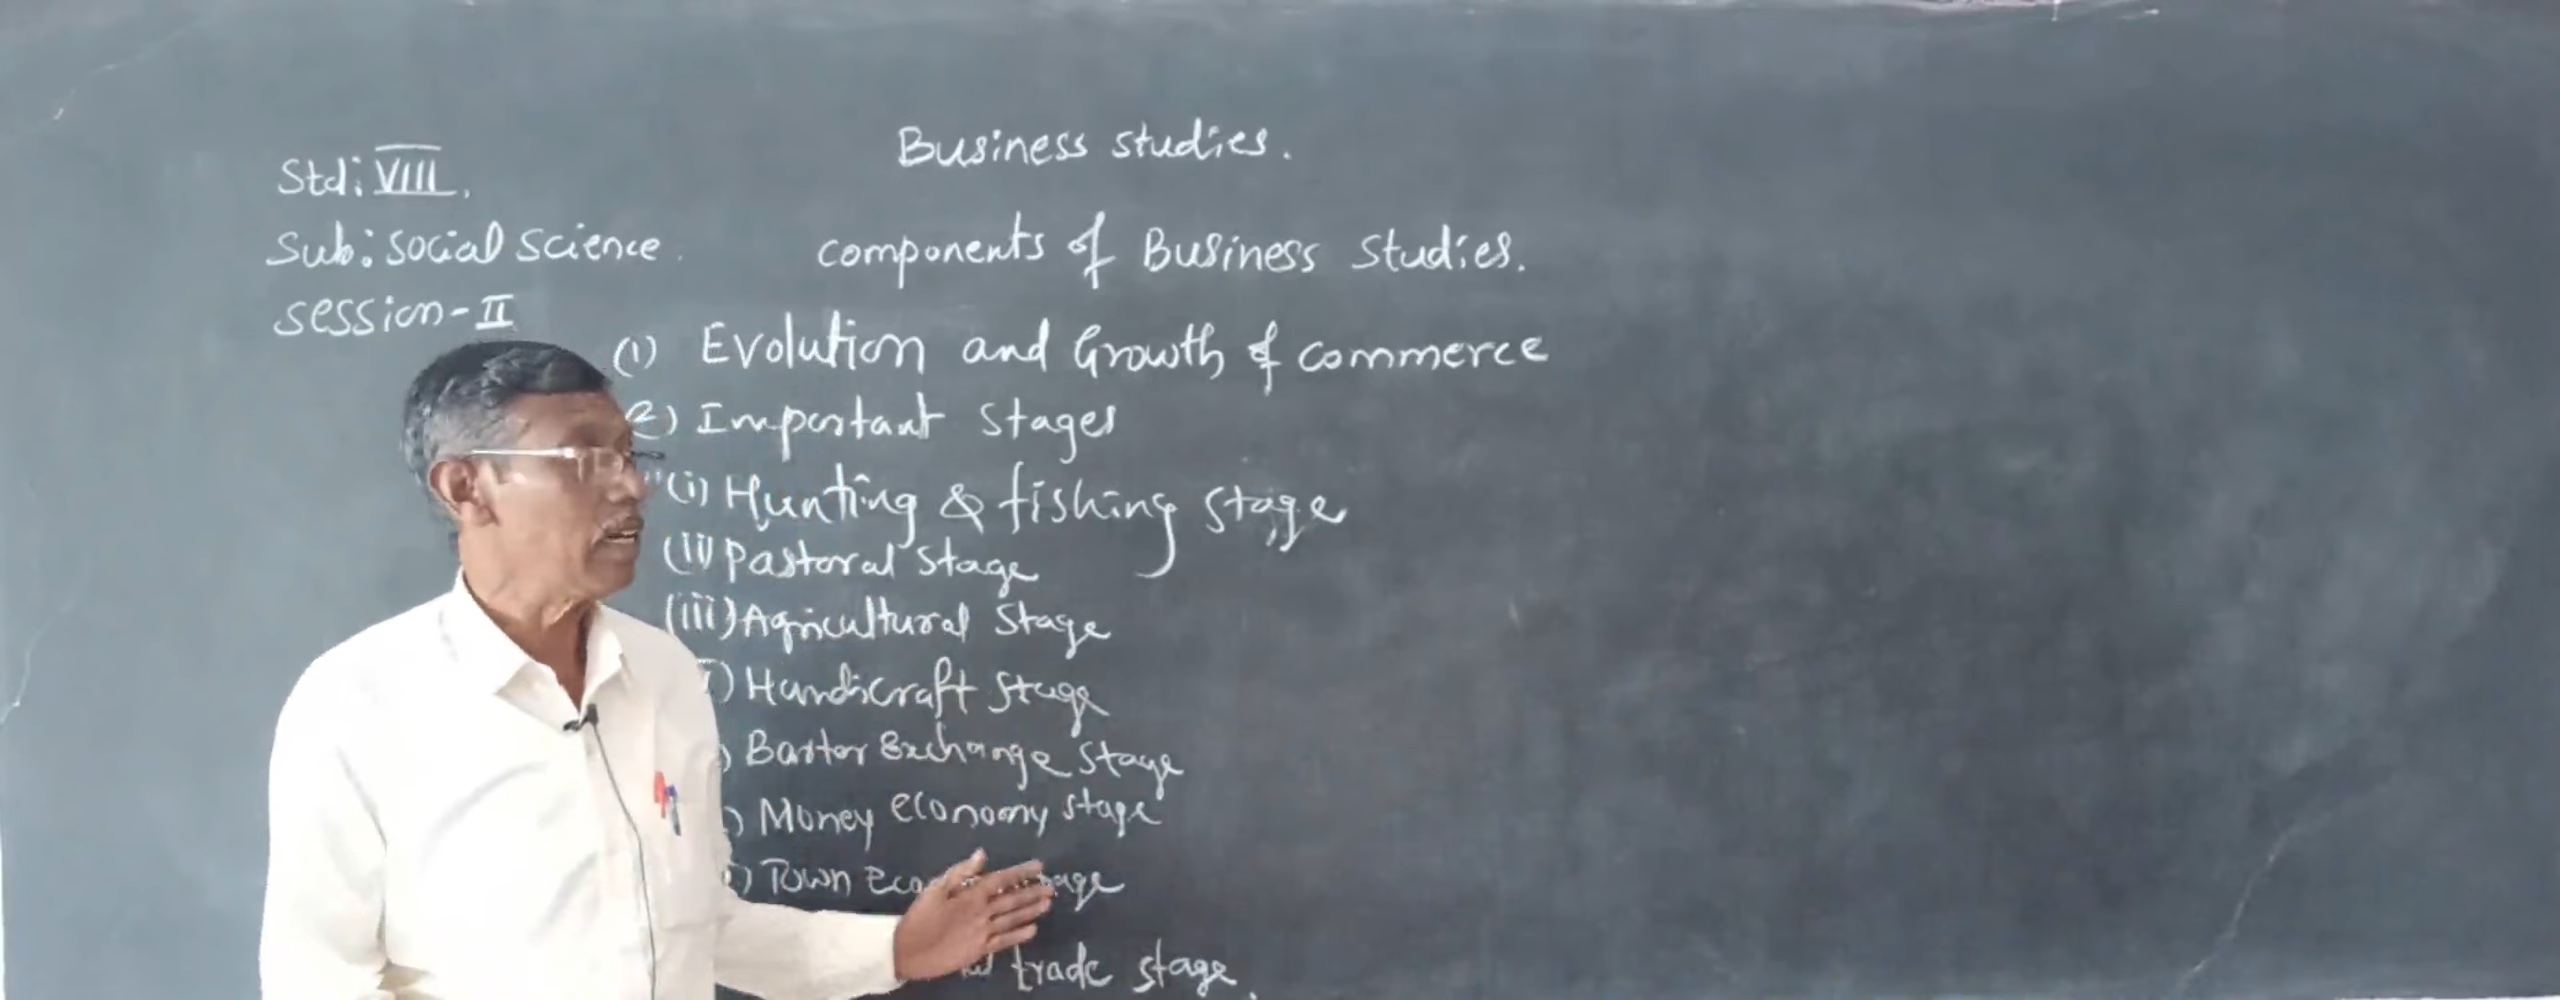 Business studies.
Std: VIII.
Sub: Social Science.
Session-II
components of Business Studies.
(1) Evolution and Growth of commerce
2) Important Stages
(i) Hunting & fishing stage
(ii) Pastoral Stage
(iii) Agricultural Stage
) Handicraft Stage
) Barter Exchange Stage
) Money economy stage
) Town
trade stage.